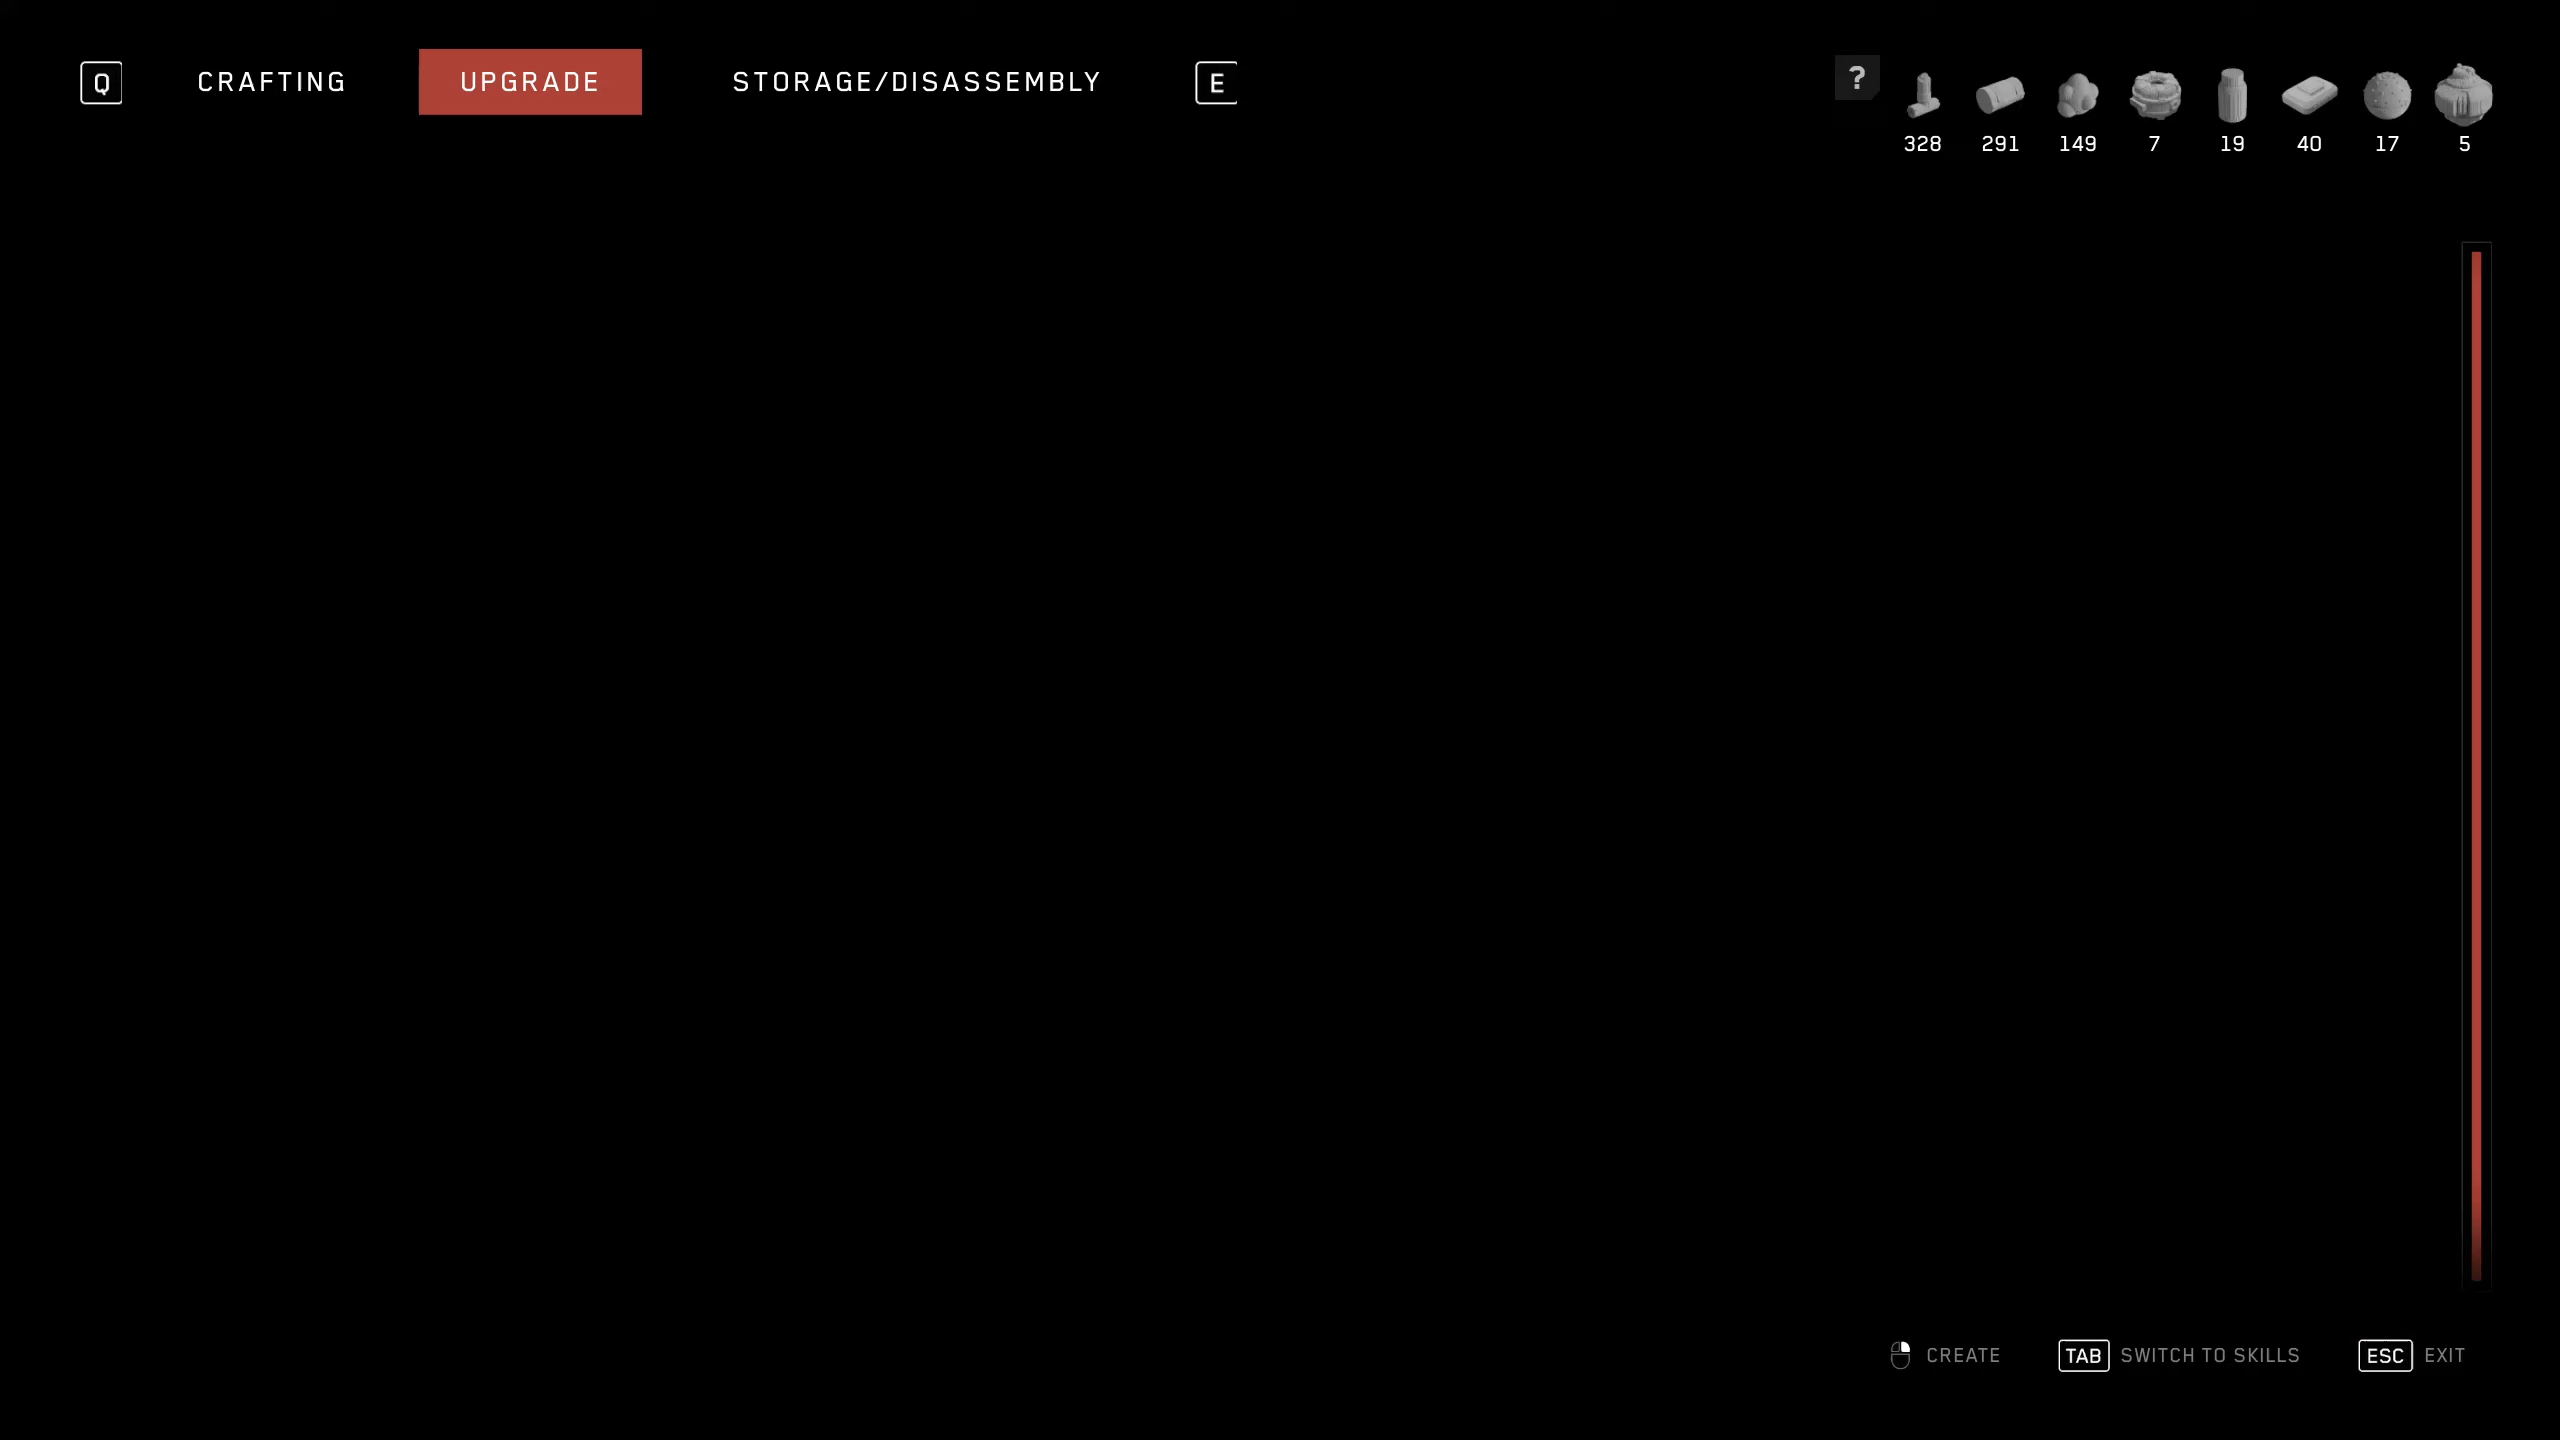 Q CRAFTING UPGRADE STORAGE/DISASSEMBLY E
?
328 291 149 7 19 40 17 5
CREATE TAB SWITCH TO SKILLS ESC EXIT